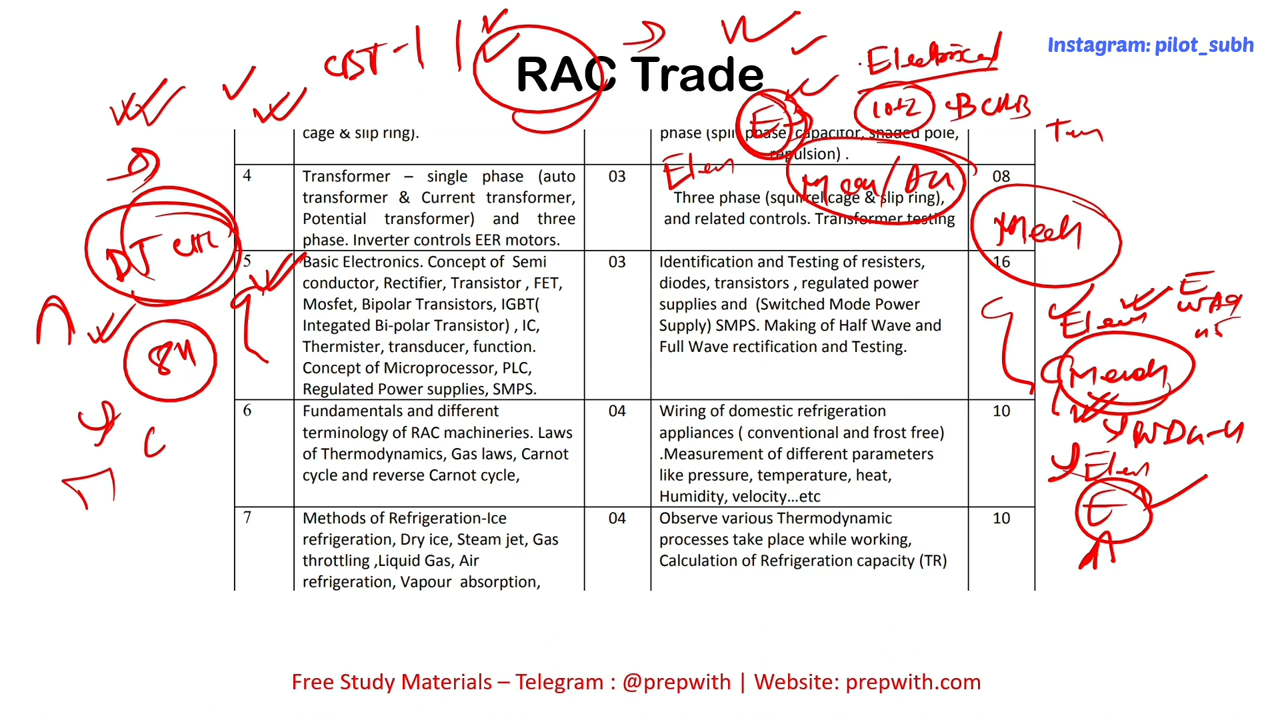 Instagram: pilot_subh
CBT-1
RAC Trade
Electrical
10+2
E
cage & slip ring).
phase (split phase, capacitor, shaded pole,
repulsion) .
4
Transformer – single phase (auto
transformer & Current transformer,
Potential transformer) and three
phase. Inverter controls EER motors.
03
Three phase (squirrel cage & slip ring),
and related controls. Transformer testing
08
Mech
5
Basic Electronics. Concept of Semi
conductor, Rectifier, Transistor , FET,
Mosfet, Bipolar Transistors, IGBT(
Integated Bi-polar Transistor) , IC,
Thermister, transducer, function.
Concept of Microprocessor, PLC,
Regulated Power supplies, SMPS.
03
Identification and Testing of resisters,
diodes, transistors , regulated power
supplies and (Switched Mode Power
Supply) SMPS. Making of Half Wave and
Full Wave rectification and Testing.
16
E
6
Fundamentals and different
terminology of RAC machineries. Laws
of Thermodynamics, Gas laws, Carnot
cycle and reverse Carnot cycle,
04
Wiring of domestic refrigeration
appliances ( conventional and frost free)
.Measurement of different parameters
like pressure, temperature, heat,
Humidity, velocity...etc
10
E
7
Methods of Refrigeration-Ice
refrigeration, Dry ice, Steam jet, Gas
throttling ,Liquid Gas, Air
refrigeration, Vapour absorption,
04
Observe various Thermodynamic
processes take place while working,
Calculation of Refrigeration capacity (TR)
10
Free Study Materials – Telegram : @prepwith | Website: prepwith.com